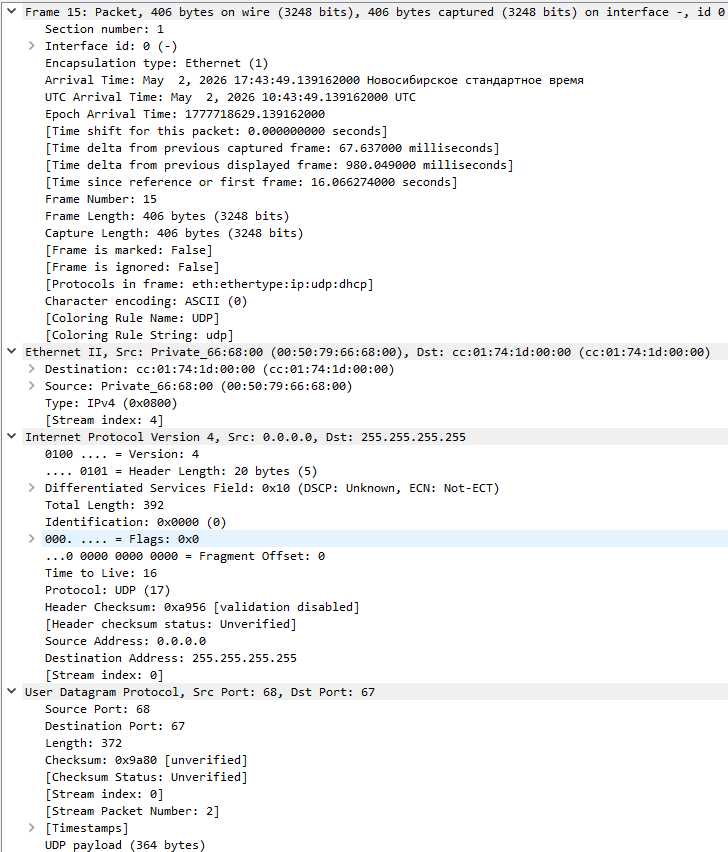 Frame 15: Packet, 406 bytes on wire (3248 bits), 406 bytes captured (3248 bits) on interface -, id 0
Section number: 1
Interface id: 0 (-)
Encapsulation type: Ethernet (1)
Arrival Time: May  2, 2026 17:43:49.139162000 Новосибирское стандартное время
UTC Arrival Time: May  2, 2026 10:43:49.139162000 UTC
Epoch Arrival Time: 1777718629.139162000
[Time shift for this packet: 0.000000000 seconds]
[Time delta from previous captured frame: 67.637000 milliseconds]
[Time delta from previous displayed frame: 980.049000 milliseconds]
[Time since reference or first frame: 16.066274000 seconds]
Frame Number: 15
Frame Length: 406 bytes (3248 bits)
Capture Length: 406 bytes (3248 bits)
[Frame is marked: False]
[Frame is ignored: False]
[Protocols in frame: eth:ethertype:ip:udp:dhcp]
Character encoding: ASCII (0)
[Coloring Rule Name: UDP]
[Coloring Rule String: udp]
Ethernet II, Src: Private_66:68:00 (00:50:79:66:68:00), Dst: cc:01:74:1d:00:00 (cc:01:74:1d:00:00)
Destination: cc:01:74:1d:00:00 (cc:01:74:1d:00:00)
Source: Private_66:68:00 (00:50:79:66:68:00)
Type: IPv4 (0x0800)
[Stream index: 4]
Internet Protocol Version 4, Src: 0.0.0.0, Dst: 255.255.255.255
0100 .... = Version: 4
.... 0101 = Header Length: 20 bytes (5)
Differentiated Services Field: 0x10 (DSCP: Unknown, ECN: Not-ECT)
Total Length: 392
Identification: 0x0000 (0)
000. .... = Flags: 0x0
...0 0000 0000 0000 = Fragment Offset: 0
Time to Live: 16
Protocol: UDP (17)
Header Checksum: 0xa956 [validation disabled]
[Header checksum status: Unverified]
Source Address: 0.0.0.0
Destination Address: 255.255.255.255
[Stream index: 0]
User Datagram Protocol, Src Port: 68, Dst Port: 67
Source Port: 68
Destination Port: 67
Length: 372
Checksum: 0x9a80 [unverified]
[Checksum Status: Unverified]
[Stream index: 0]
[Stream Packet Number: 2]
[Timestamps]
UDP payload (364 bytes)